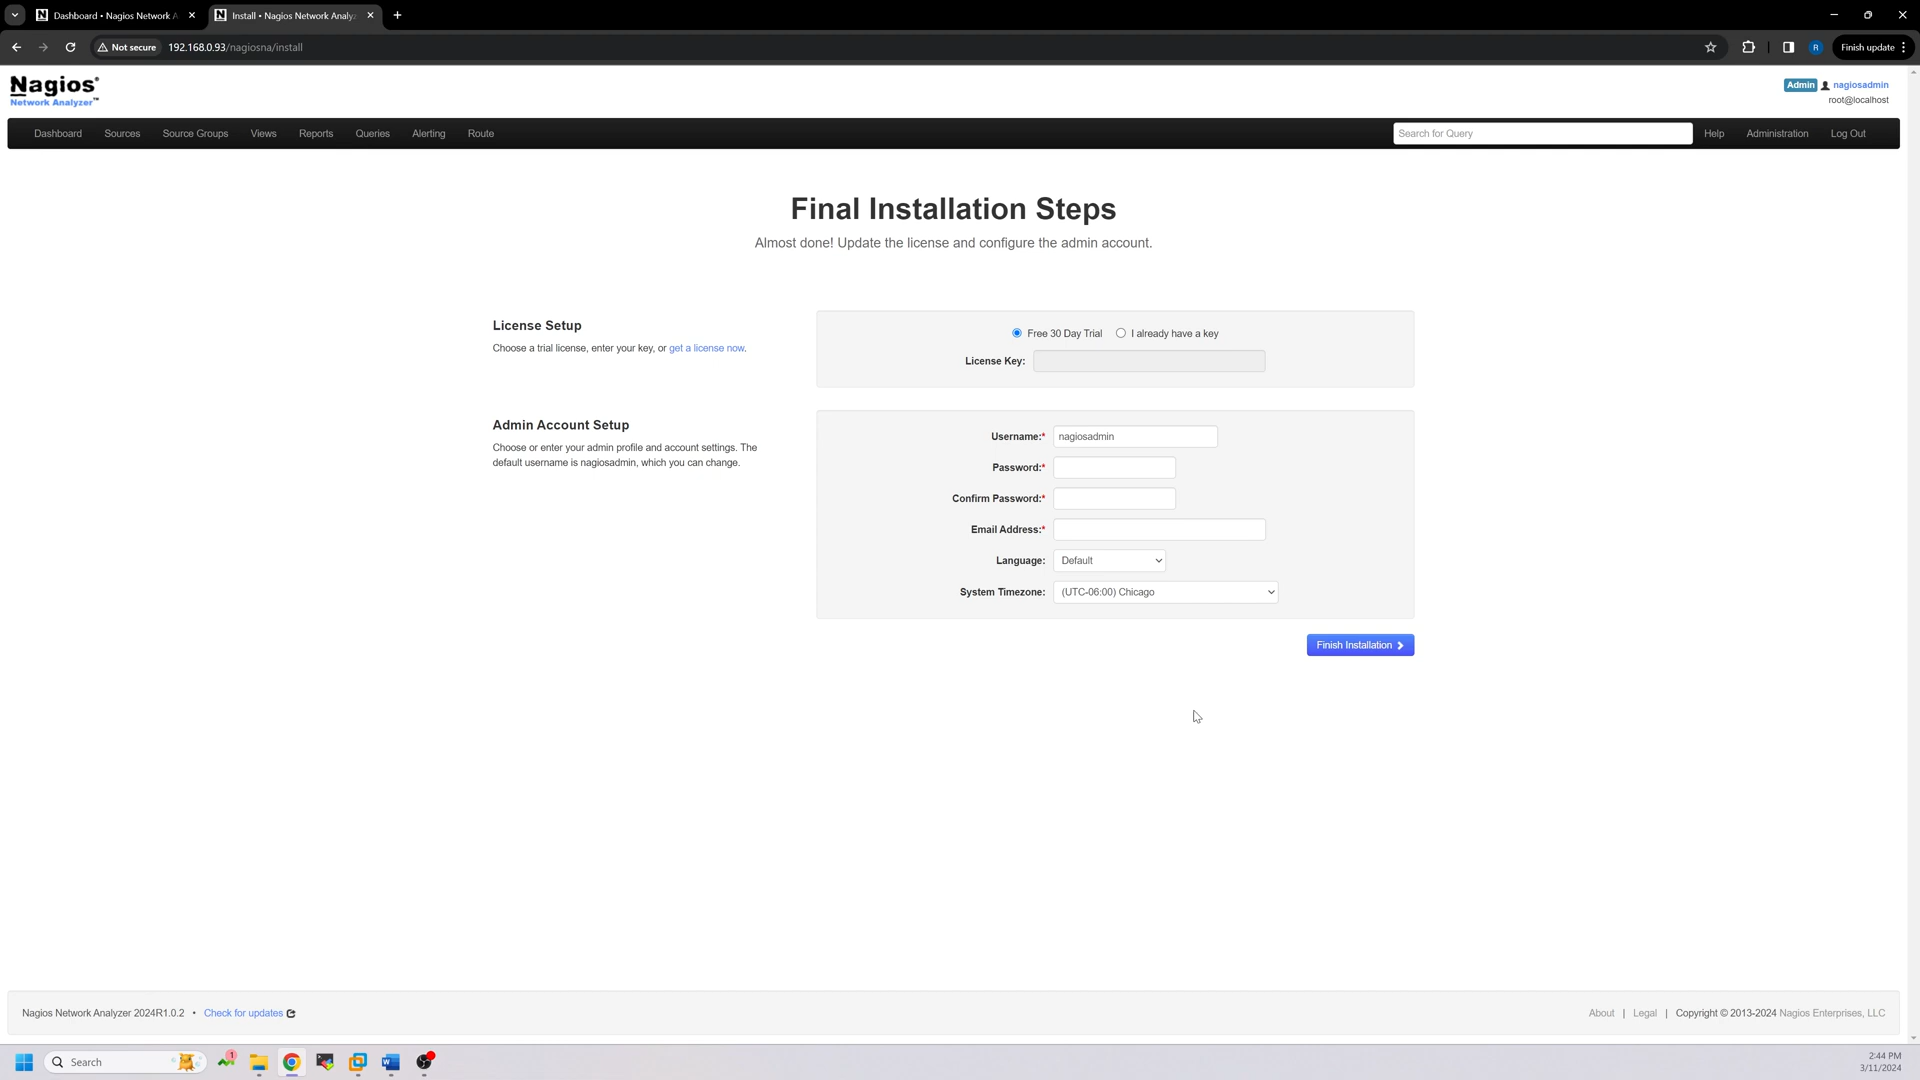 Dashboard • Nagios Network A
Install • Nagios Network Analyz
Not secure 192.168.0.93/nagiosna/install
R
Finish update
Nagios®
Network Analyzer™
Admin nagiosadmin
root@localhost
Dashboard Sources Source Groups Views Reports Queries Alerting Route Search for Query Help Administration Log Out
Final Installation Steps
Almost done! Update the license and configure the admin account.
License Setup
Choose a trial license, enter your key, or get a license now.
Free 30 Day Trial I already have a key
License Key:
Admin Account Setup
Choose or enter your admin profile and account settings. The
default username is nagiosadmin, which you can change.
Username:* nagiosadmin
Password:*
Confirm Password:*
Email Address:*
Language: Default
System Timezone: (UTC-06:00) Chicago
Finish Installation
Nagios Network Analyzer 2024R1.0.2 • Check for updates
About | Legal | Copyright © 2013-2024 Nagios Enterprises, LLC
Search
1
2:44 PM
3/11/2024